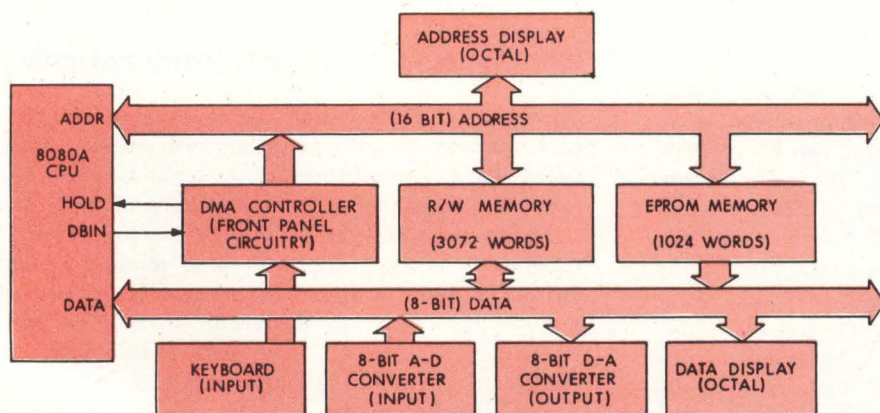 ADDRESS DISPLAY
(OCTAL)
ADDR
(16 BIT) ADDRESS
8080A
CPU
HOLD
DBIN
DATA
DMA CONTROLLER
(FRONT PANEL
CIRCUITRY)
R/W MEMORY
(3072 WORDS)
EPROM MEMORY
(1024 WORDS)
(8-BIT) DATA
KEYBOARD
(INPUT)
8-BIT A-D
CONVERTER
(INPUT)
8-BIT D-A
CONVERTER
(OUTPUT)
DATA DISPLAY
(OCTAL)